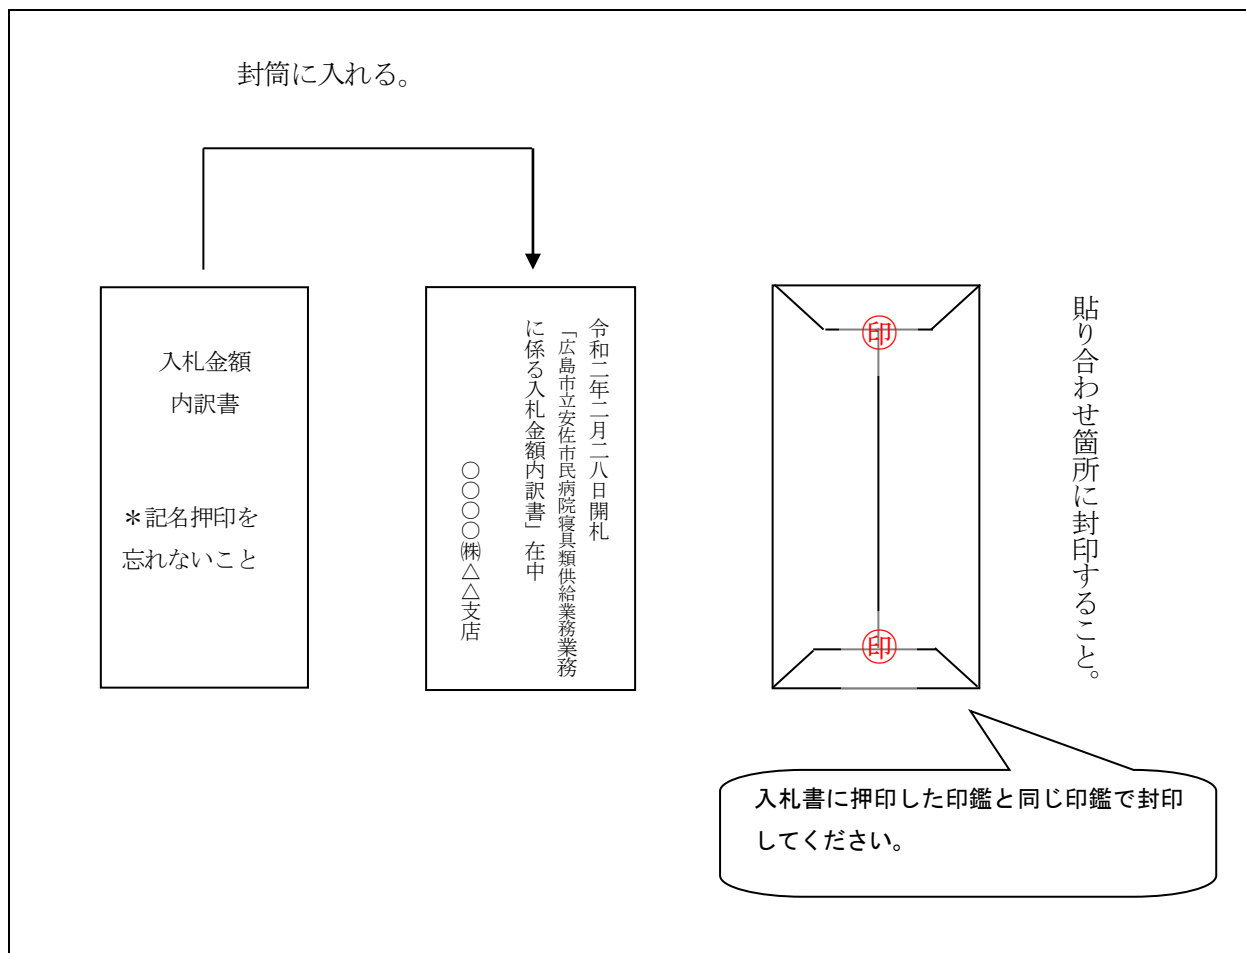 封筒に入れる。
入札金額
内訳書
＊記名押印を
忘れないこと
令和二年二月二八日開札
「広島市立安佐市民病院寝具類供給業務業務
に係る入札金額内訳書」在中
〇〇〇〇㈱△△支店
印
印
貼り合わせ箇所に封印すること。
入札書に押印した印鑑と同じ印鑑で封印
してください。